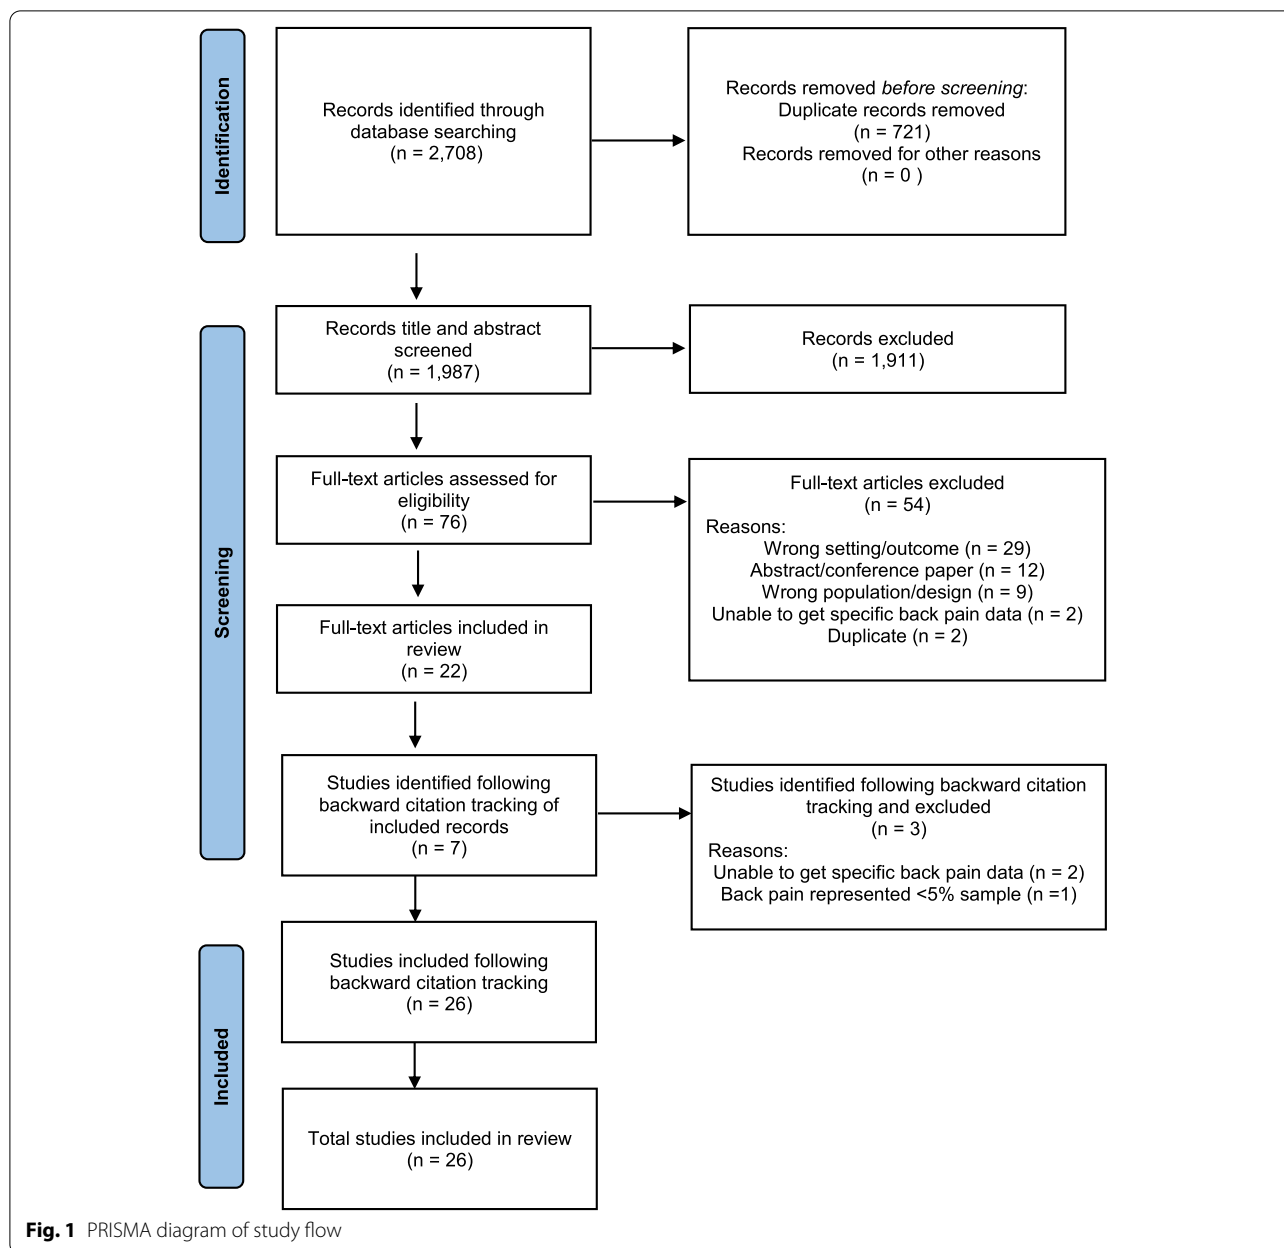 Identification
Records identified through
database searching
(n = 2,708)
Records removed before screening:
Duplicate records removed
(n = 721)
Records removed for other reasons
(n = 0 )
Screening
Records title and abstract
screened
(n = 1,987)
Records excluded
(n = 1,911)
Full-text articles assessed for
eligibility
(n = 76)
Full-text articles excluded
(n = 54)
Reasons:
Wrong setting/outcome (n = 29)
Abstract/conference paper (n = 12)
Wrong population/design (n = 9)
Unable to get specific back pain data (n = 2)
Duplicate (n = 2)
Full-text articles included in
review
(n = 22)
Studies identified following
backward citation tracking of
included records
(n = 7)
Studies identified following backward citation
tracking and excluded
(n = 3)
Reasons:
Unable to get specific back pain data (n = 2)
Back pain represented <5% sample (n =1)
Included
Studies included following
backward citation tracking
(n = 26)
Total studies included in review
(n = 26)
Fig. 1 PRISMA diagram of study flow